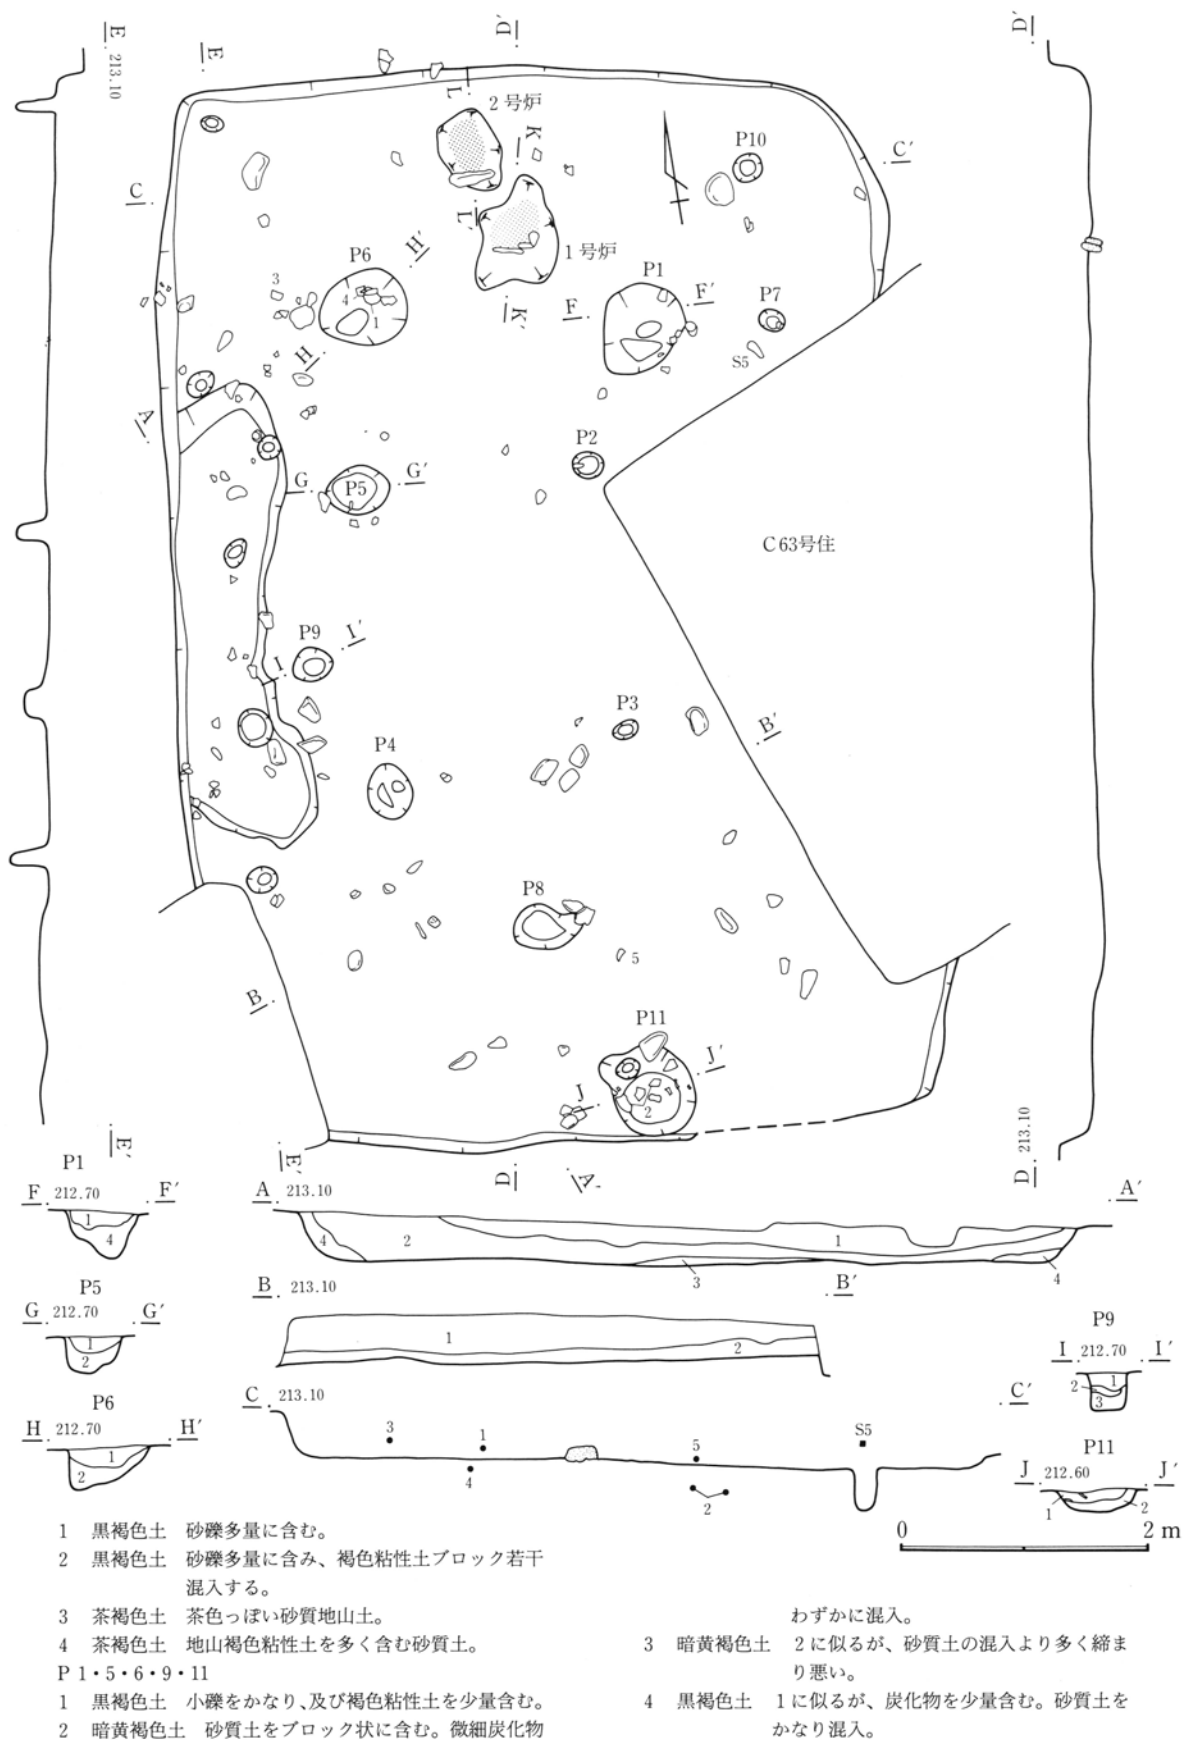 E 213.10
E
D′
D′
2号炉
L
K
P10
C′
C
L′
H′
1号炉
P6
P1
3
4
1
F
F′
P7
K′
H
S5
A
P2
G
P5
G′
C63号住
P9
I′
I
P3
B′
P4
P8
5
B
P11
J′
J
2
E′
E′
D
A′
D 213.10
P1
F 212.70 F′
1
4
A 213.10 A′
4
2
1
3
4
P5
G 212.70 G′
1
2
B 213.10 B′
1
2
P9
I 212.70 I′
2
1
3
P6
H 212.70 H′
1
2
C 213.10 C′
3
1
4
5
2
S5
P11
J 212.60 J′
1
2
0 2 m
1 黒褐色土 砂礫多量に含む。
2 黒褐色土 砂礫多量に含み、褐色粘性土ブロック若干
混入する。
3 茶褐色土 茶色っぽい砂質地山土。
4 茶褐色土 地山褐色粘性土を多く含む砂質土。
P 1・5・6・9・11
1 黒褐色土 小礫をかなり、及び褐色粘性土を少量含む。
2 暗黄褐色土 砂質土をブロック状に含む。微細炭化物
わずかに混入。
3 暗黄褐色土 2に似るが、砂質土の混入より多く締ま
り悪い。
4 黒褐色土 1に似るが、炭化物を少量含む。砂質土を
かなり混入。